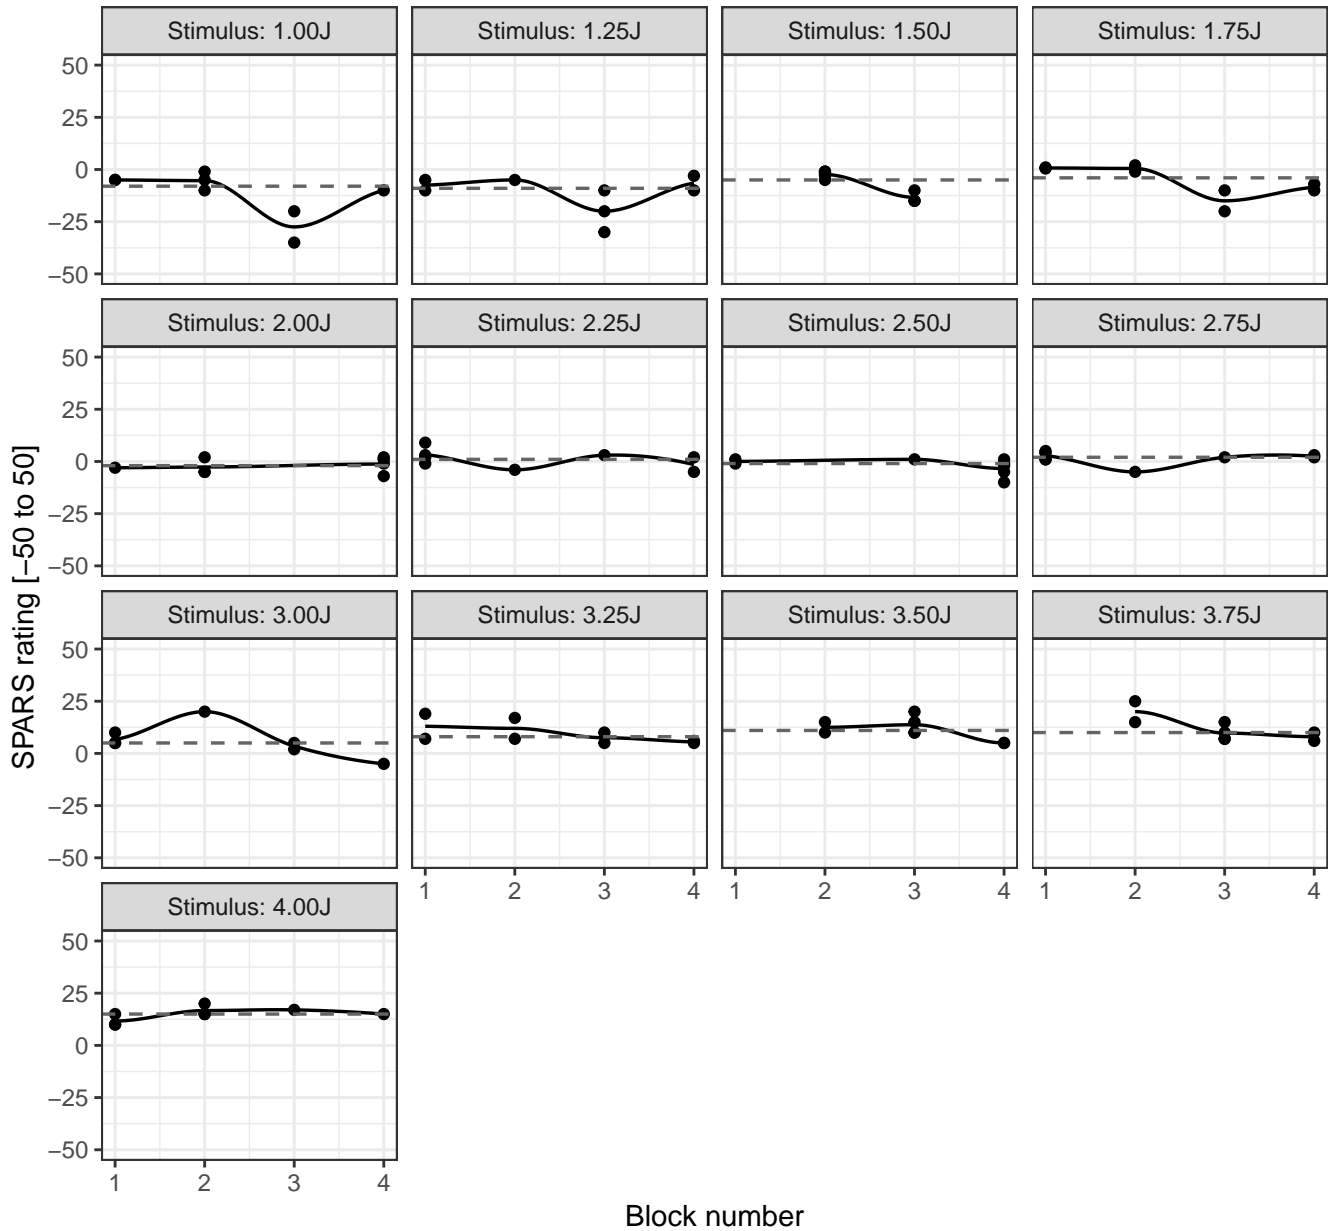 Stimulus: 1.00J Stimulus: 1.25J Stimulus: 1.50J Stimulus: 1.75J
50
25
0
−25
−50
Stimulus: 2.00J Stimulus: 2.25J Stimulus: 2.50J Stimulus: 2.75J
50
25
0
−25
−50
SPARS rating [−50 to 50]
Stimulus: 3.00J Stimulus: 3.25J Stimulus: 3.50J Stimulus: 3.75J
50
25
0
−25
−50
1 2 3 4 1 2 3 4 1 2 3 4
Stimulus: 4.00J
50
25
0
−25
−50
1 2 3 4
Block number